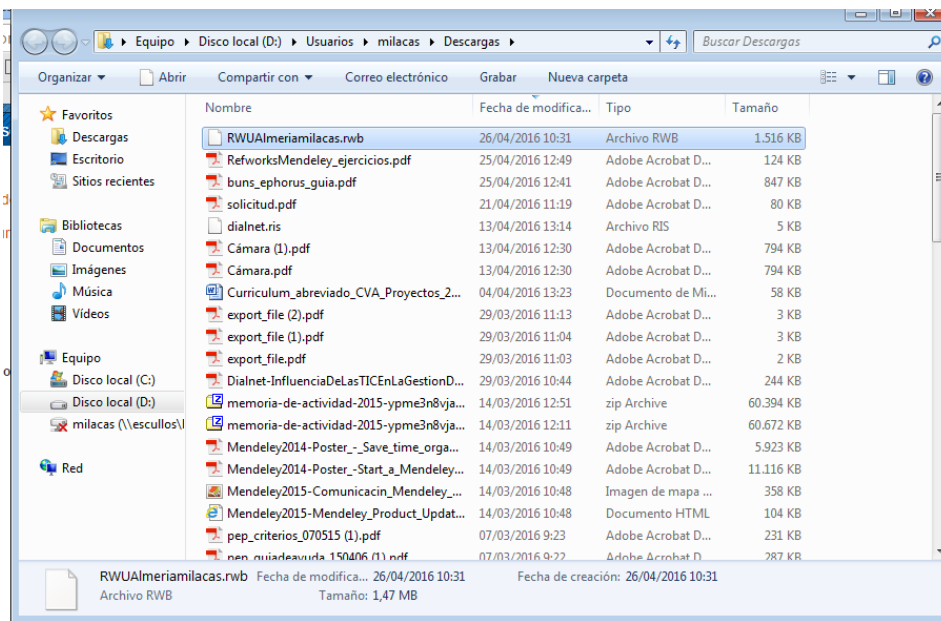 Equipo Disco local (D:) Usuarios milacas Descargas Buscar Descargas
Organizar Abrir Compartir con Correo electrónico Grabar Nueva carpeta
Favoritos
Descargas
Escritorio
Sitios recientes
Bibliotecas
Documentos
Imágenes
Música
Vídeos
Equipo
Disco local (C:)
Disco local (D:)
milacas (\\escullos\
Red
Nombre Fecha de modifica... Tipo Tamaño
RWUAlmeriamilacas.rwb 26/04/2016 10:31 Archivo RWB 1.516 KB
RefworksMendeley_ejercicios.pdf 25/04/2016 12:49 Adobe Acrobat D... 124 KB
buns_ephorus_guia.pdf 25/04/2016 12:41 Adobe Acrobat D... 847 KB
solicitud.pdf 21/04/2016 11:19 Adobe Acrobat D... 80 KB
dialnet.ris 13/04/2016 13:14 Archivo RIS 5 KB
Cámara (1).pdf 13/04/2016 12:30 Adobe Acrobat D... 794 KB
Cámara.pdf 13/04/2016 12:30 Adobe Acrobat D... 794 KB
Curriculum_abreviado_CVA_Proyectos_2... 04/04/2016 13:23 Documento de Mi... 58 KB
export_file (2).pdf 29/03/2016 11:13 Adobe Acrobat D... 3 KB
export_file (1).pdf 29/03/2016 11:04 Adobe Acrobat D... 3 KB
export_file.pdf 29/03/2016 11:03 Adobe Acrobat D... 2 KB
Dialnet-InfluenciaDeLasTICEnLaGestionD... 29/03/2016 10:44 Adobe Acrobat D... 244 KB
memoria-de-actividad-2015-ypme3n8vja... 14/03/2016 12:51 zip Archive 60.394 KB
memoria-de-actividad-2015-ypme3n8vja... 14/03/2016 12:11 zip Archive 60.672 KB
Mendeley2014-Poster_-_Save_time_orga... 14/03/2016 10:49 Adobe Acrobat D... 5.923 KB
Mendeley2014-Poster_-Start_a_Mendeley... 14/03/2016 10:49 Adobe Acrobat D... 11.116 KB
Mendeley2015-Comunicacin_Mendeley_... 14/03/2016 10:48 Imagen de mapa ... 358 KB
Mendeley2015-Mendeley_Product_Updat... 14/03/2016 10:48 Documento HTML 104 KB
pep_criterios_070515 (1).pdf 07/03/2016 9:23 Adobe Acrobat D... 231 KB
pep_guiadeayuda_150406 (1).pdf 07/03/2016 9:22 Adobe Acrobat D... 287 KB
RWUAlmeriamilacas.rwb Fecha de modifica... 26/04/2016 10:31 Fecha de creación: 26/04/2016 10:31
Archivo RWB Tamaño: 1,47 MB